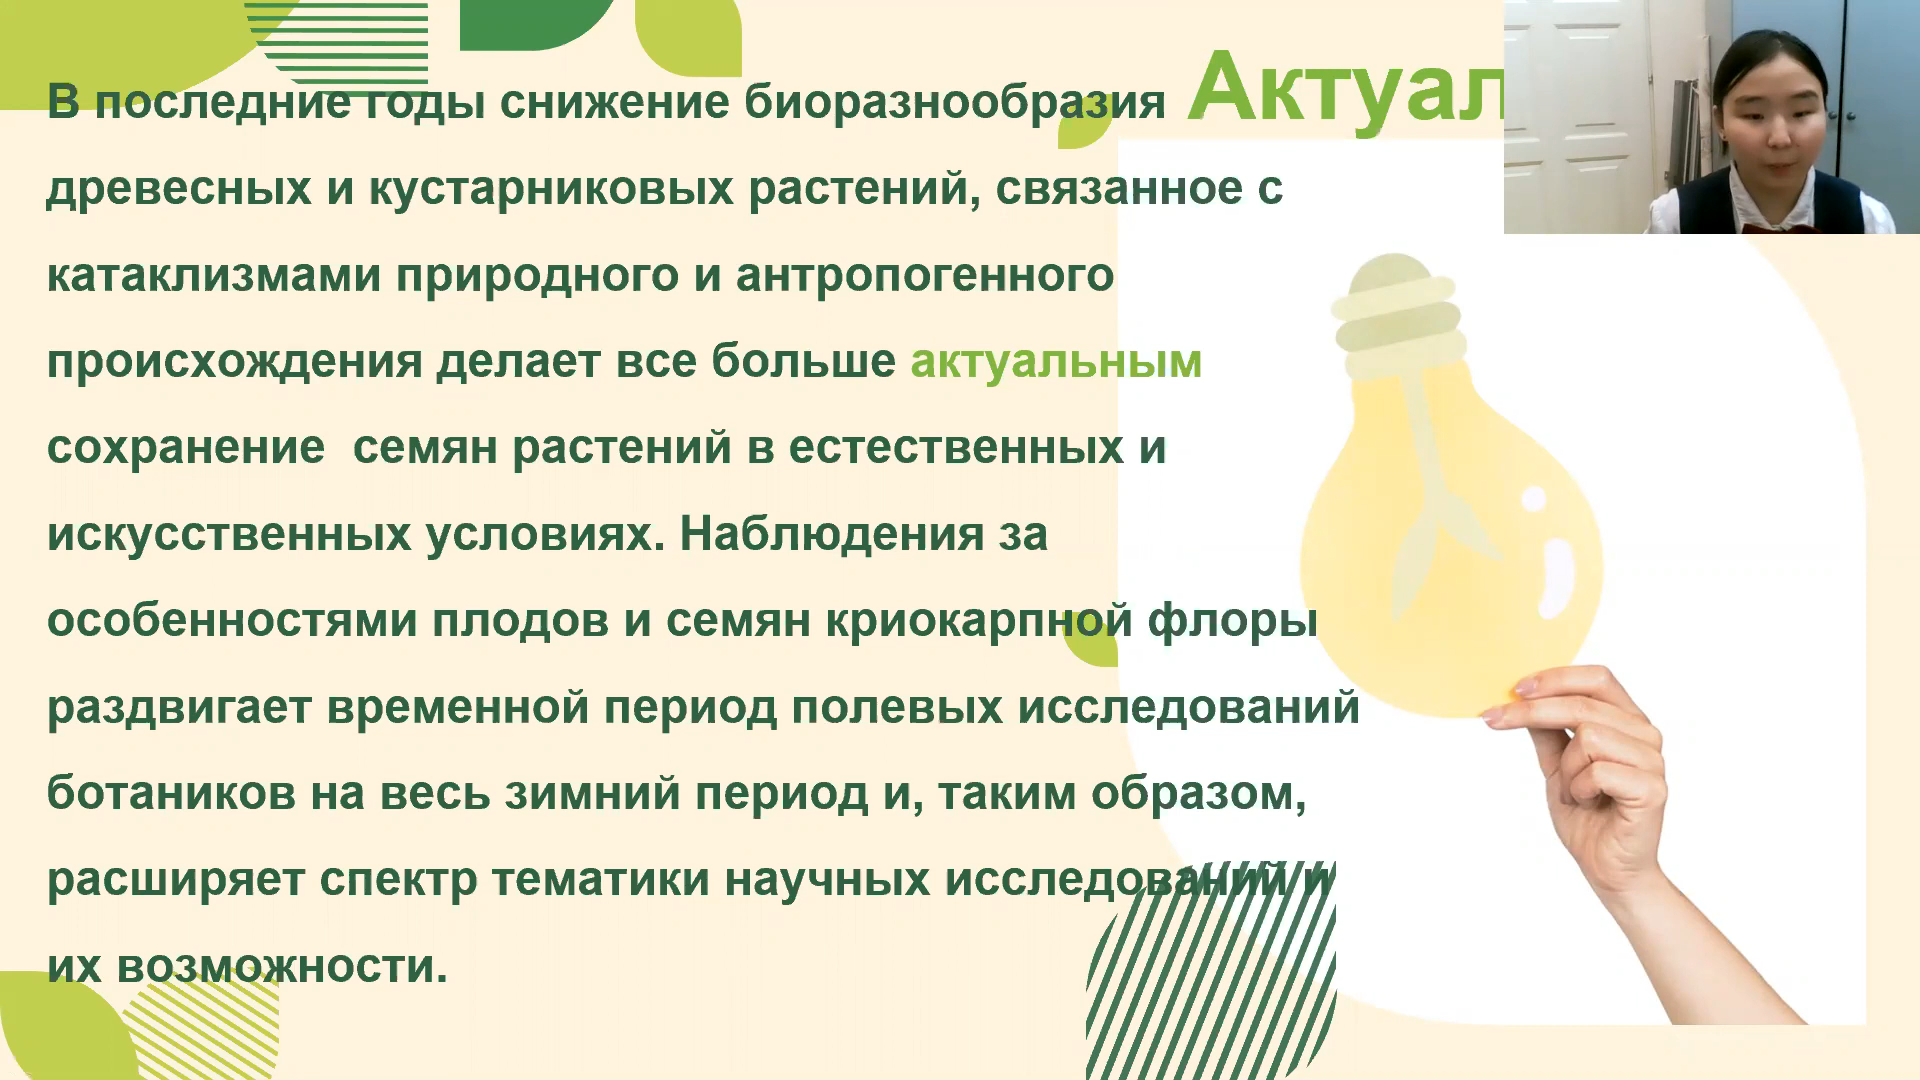 Актуал
В последние годы снижение биоразнообразия
древесных и кустарниковых растений, связанное с
катаклизмами природного и антропогенного
происхождения делает все больше актуальным
сохранение  семян растений в естественных и
искусственных условиях. Наблюдения за
особенностями плодов и семян криокарпной флоры
раздвигает временной период полевых исследований
ботаников на весь зимний период и, таким образом,
расширяет спектр тематики научных исследований и
их возможности.